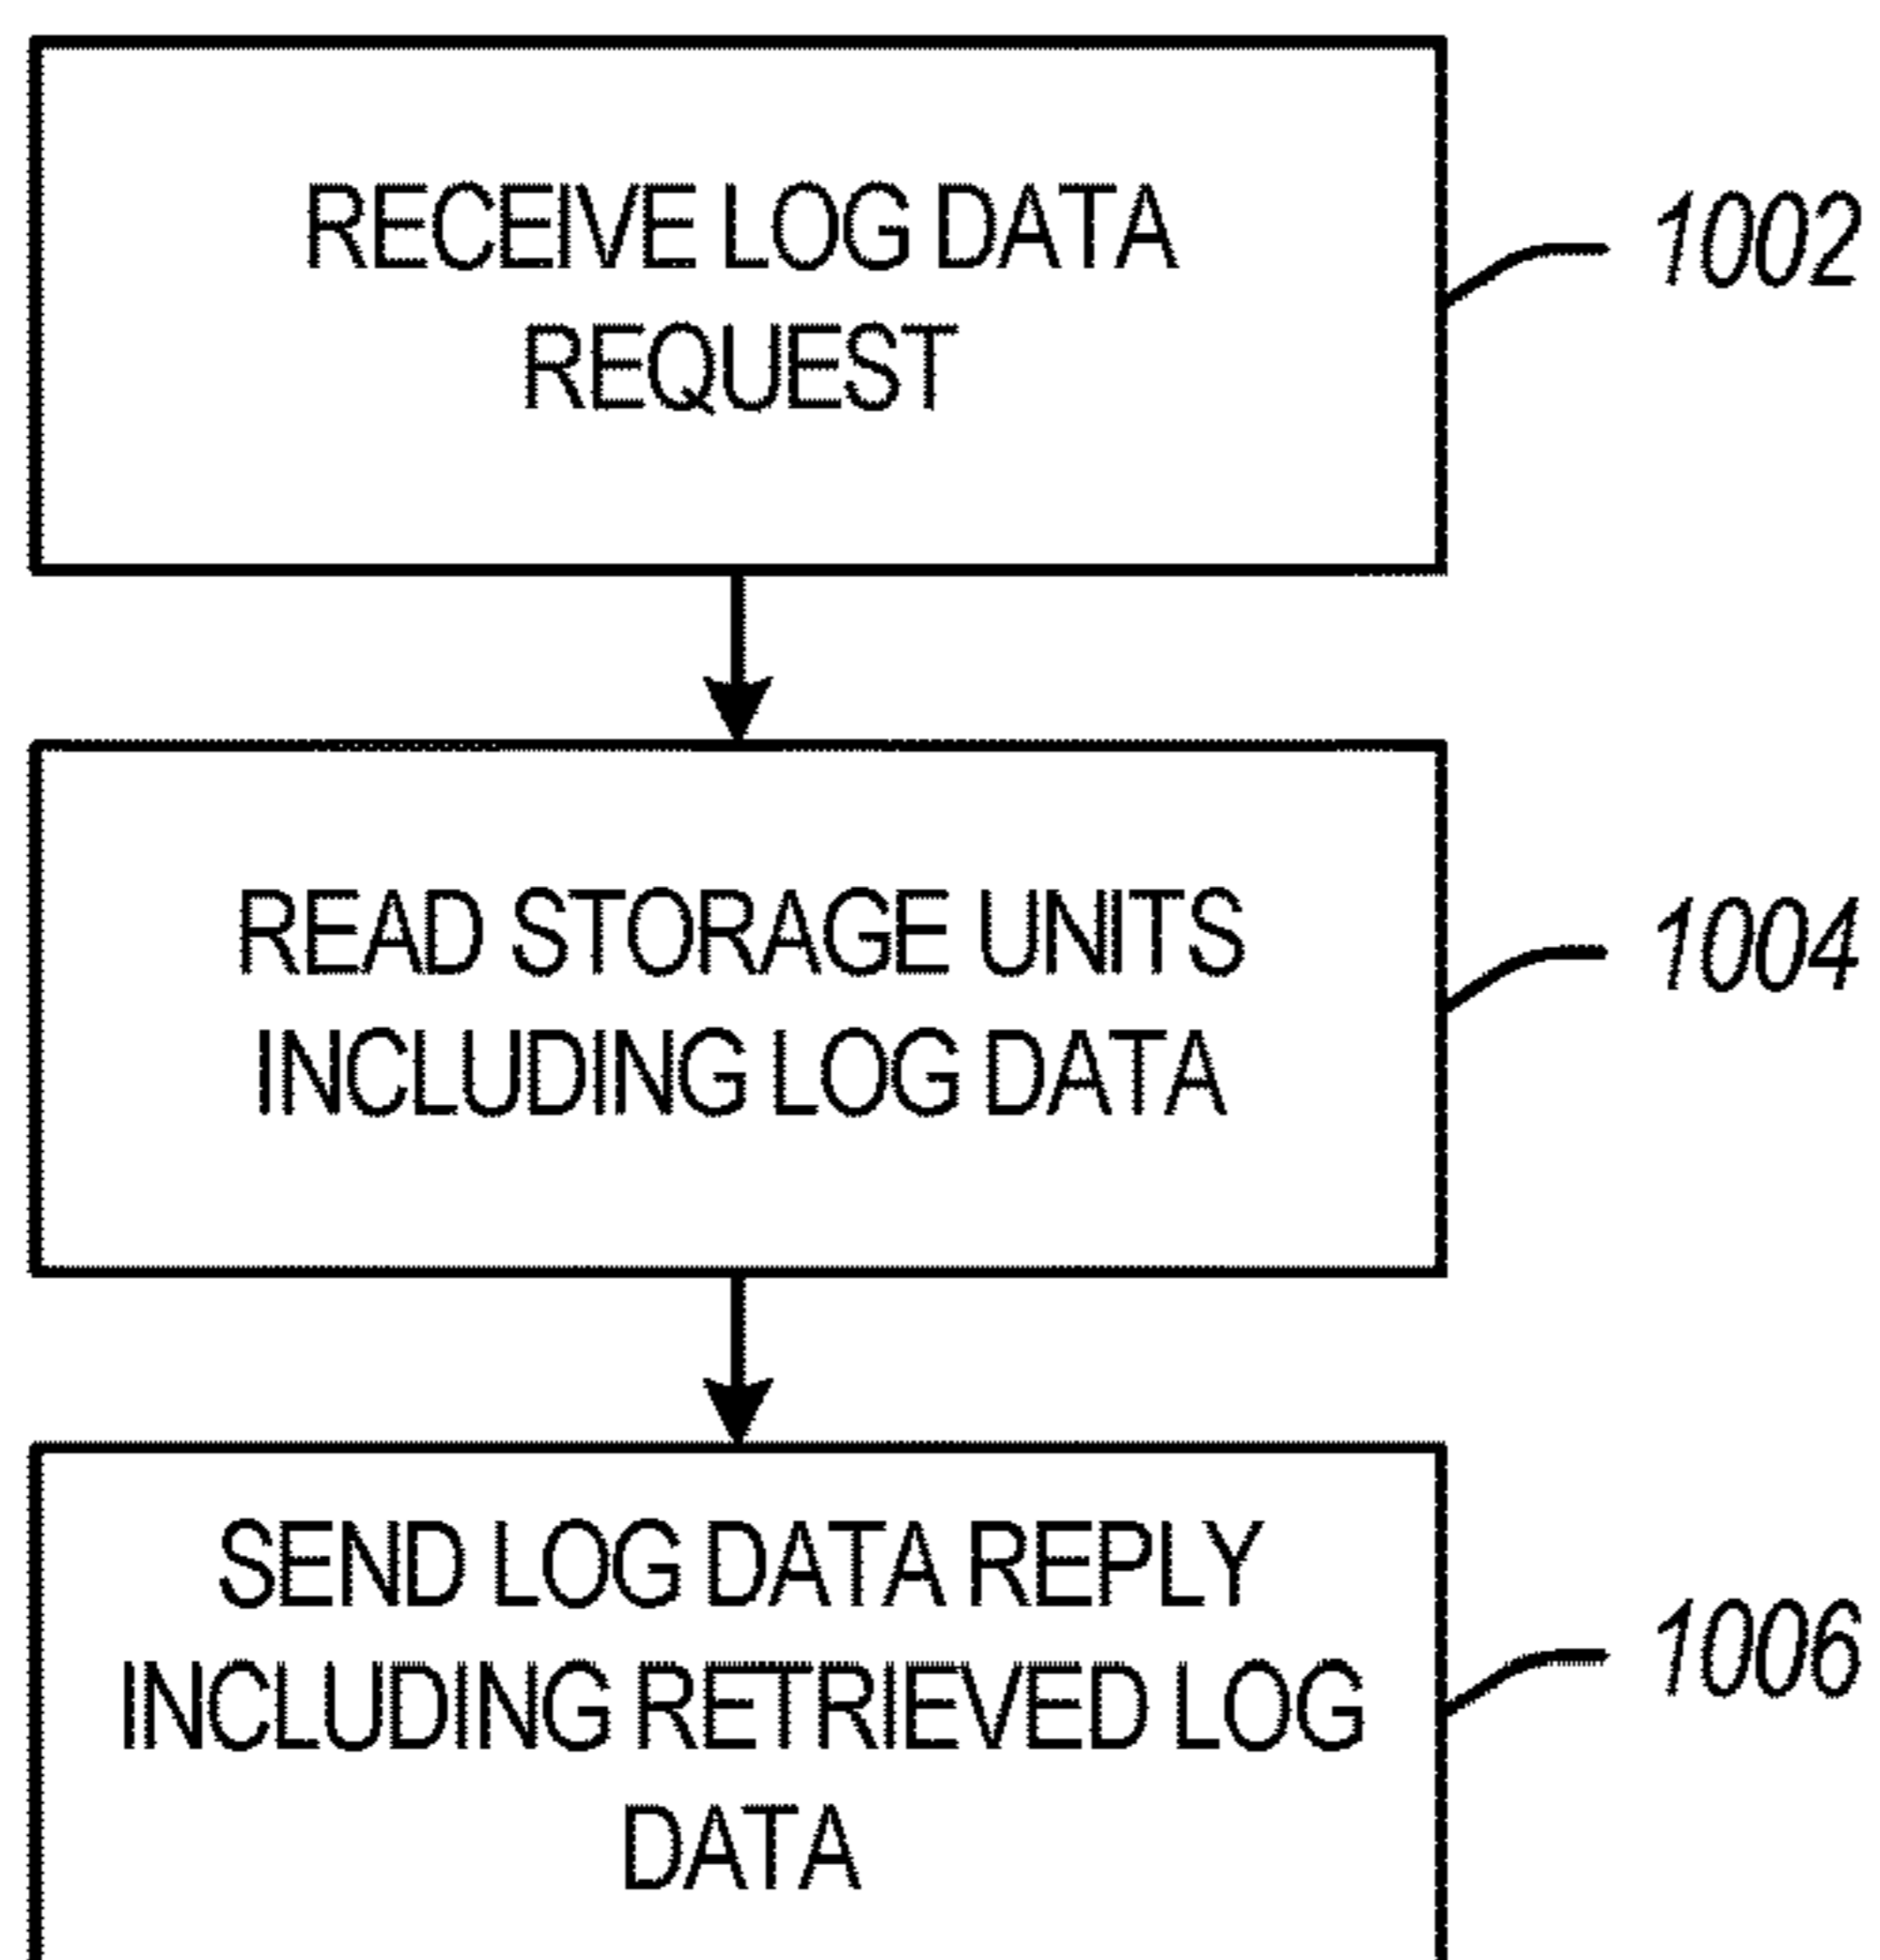 RECEIVE LOG DATA
REQUEST
1002
READ STORAGE UNITS
INCLUDING LOG DATA
1004
SEND LOG DATA REPLY
INCLUDING RETRIEVED LOG
DATA
1006